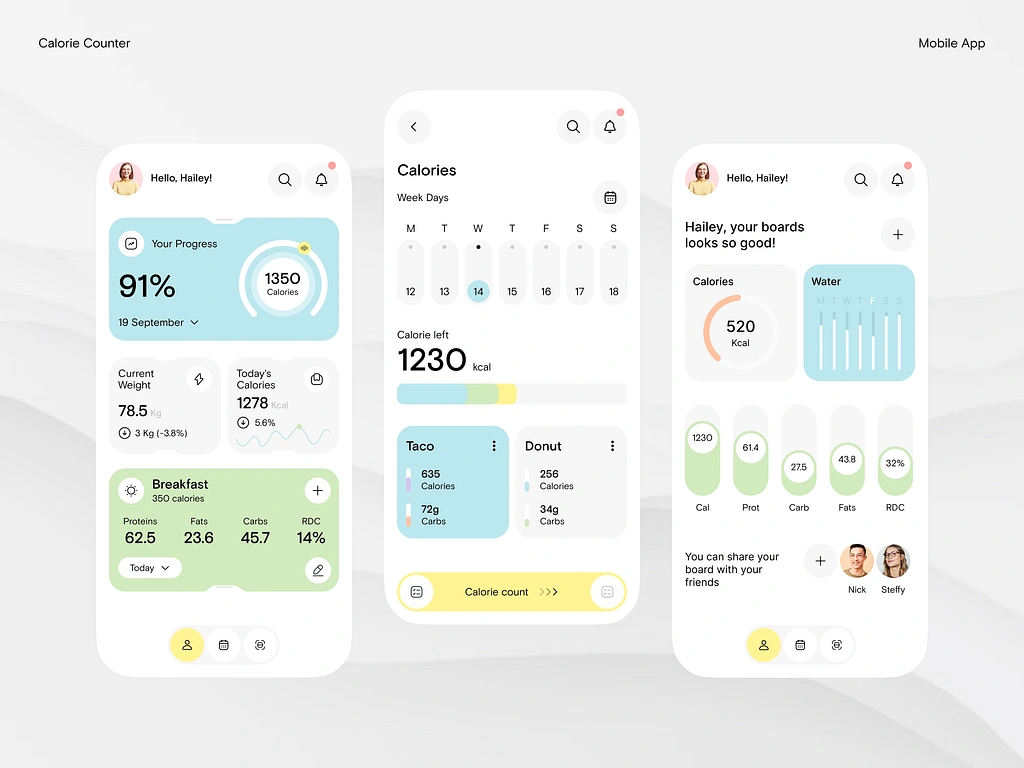 Calorie Counter
Mobile App
Hello, Hailey!
Your Progress
91%
19 September
1350
Calories
Current
Weight
78.5 Kg
3 Kg (-3.8%)
Today's
Calories
1278 Kcal
5.6%
Breakfast
350 calories
Proteins Fats Carbs RDC
62.5 23.6 45.7 14%
Today
Calories
Week Days
M T W T F S S
12 13 14 15 16 17 18
Calorie left
1230 kcal
Taco
635
Calories
72g
Carbs
Donut
256
Calories
34g
Carbs
Calorie count
Hello, Hailey!
Hailey, your boards
looks so good!
Calories
520
Kcal
Water
M T W T F S S
1230 61.4 27.5 43.8 32%
Cal Prot Carb Fats RDC
You can share your
board with your
friends
Nick Steffy